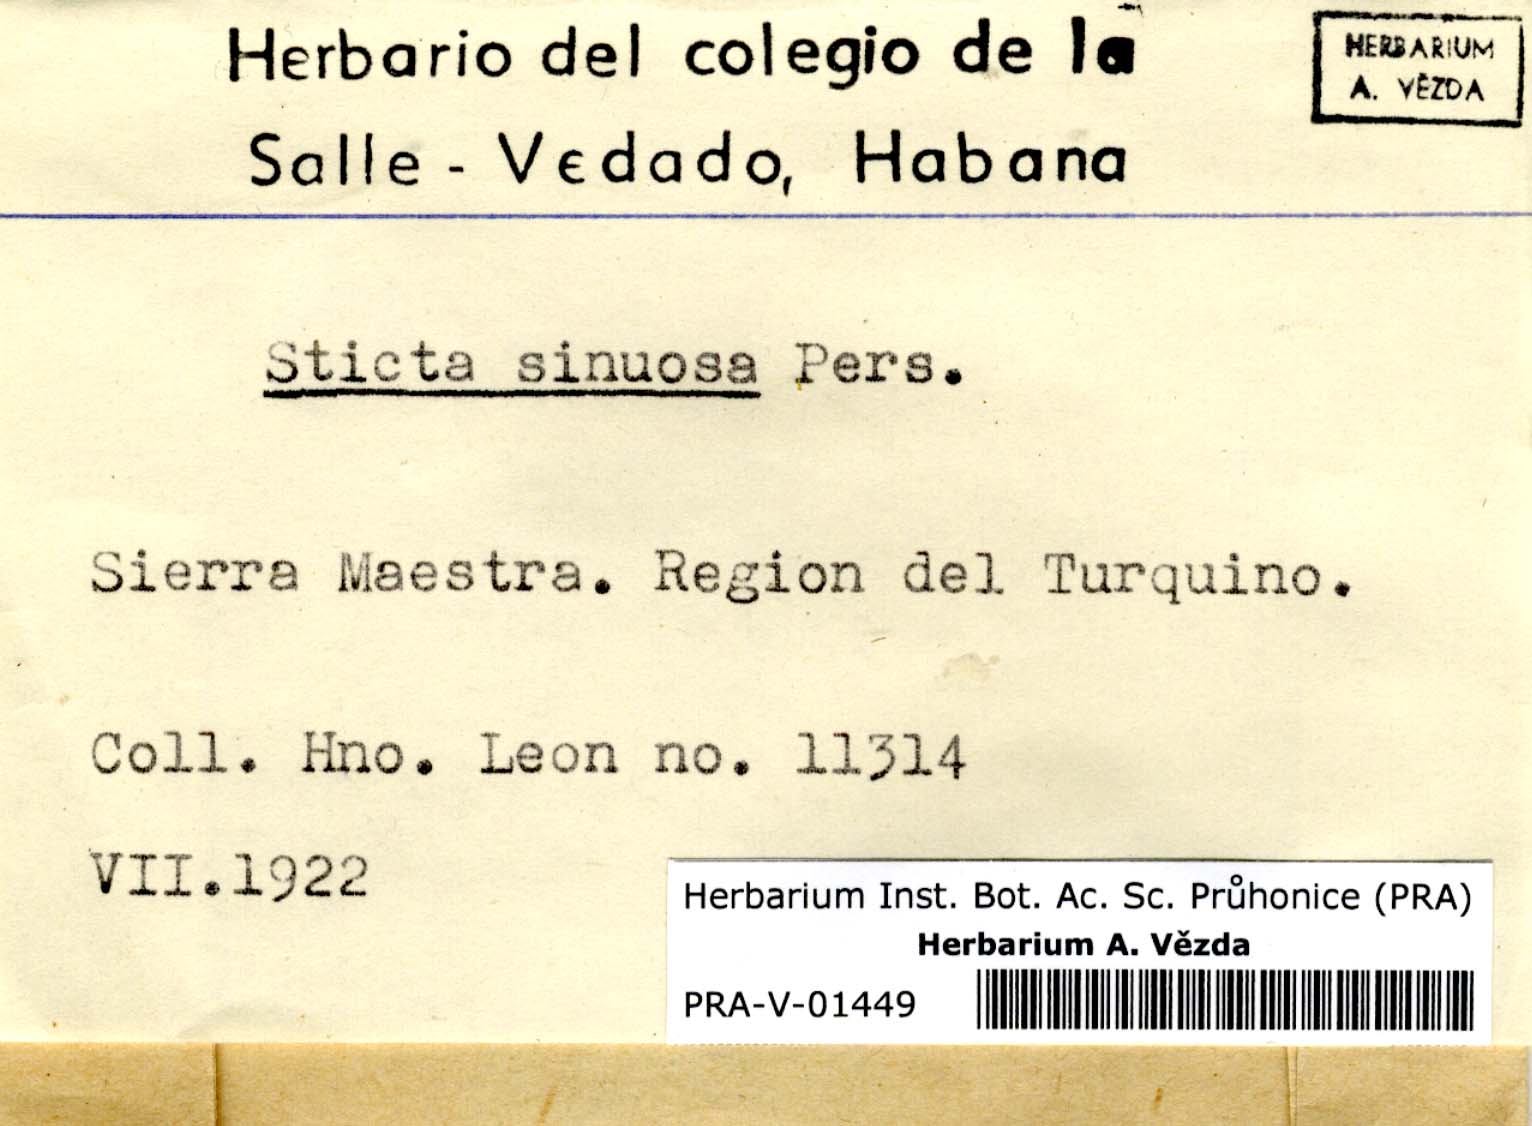 Herbario del colegio de la
Salle - Vedado, Habana
HERBARIUM
A. VĚZDA
Sticta sinuosa Pers.
Sierra Maestra. Region del Turquino.
Coll. Hno. Leon no. 11314
VII.1922
Herbarium Inst. Bot. Ac. Sc. Průhonice (PRA)
Herbarium A. Vězda
PRA-V-01449